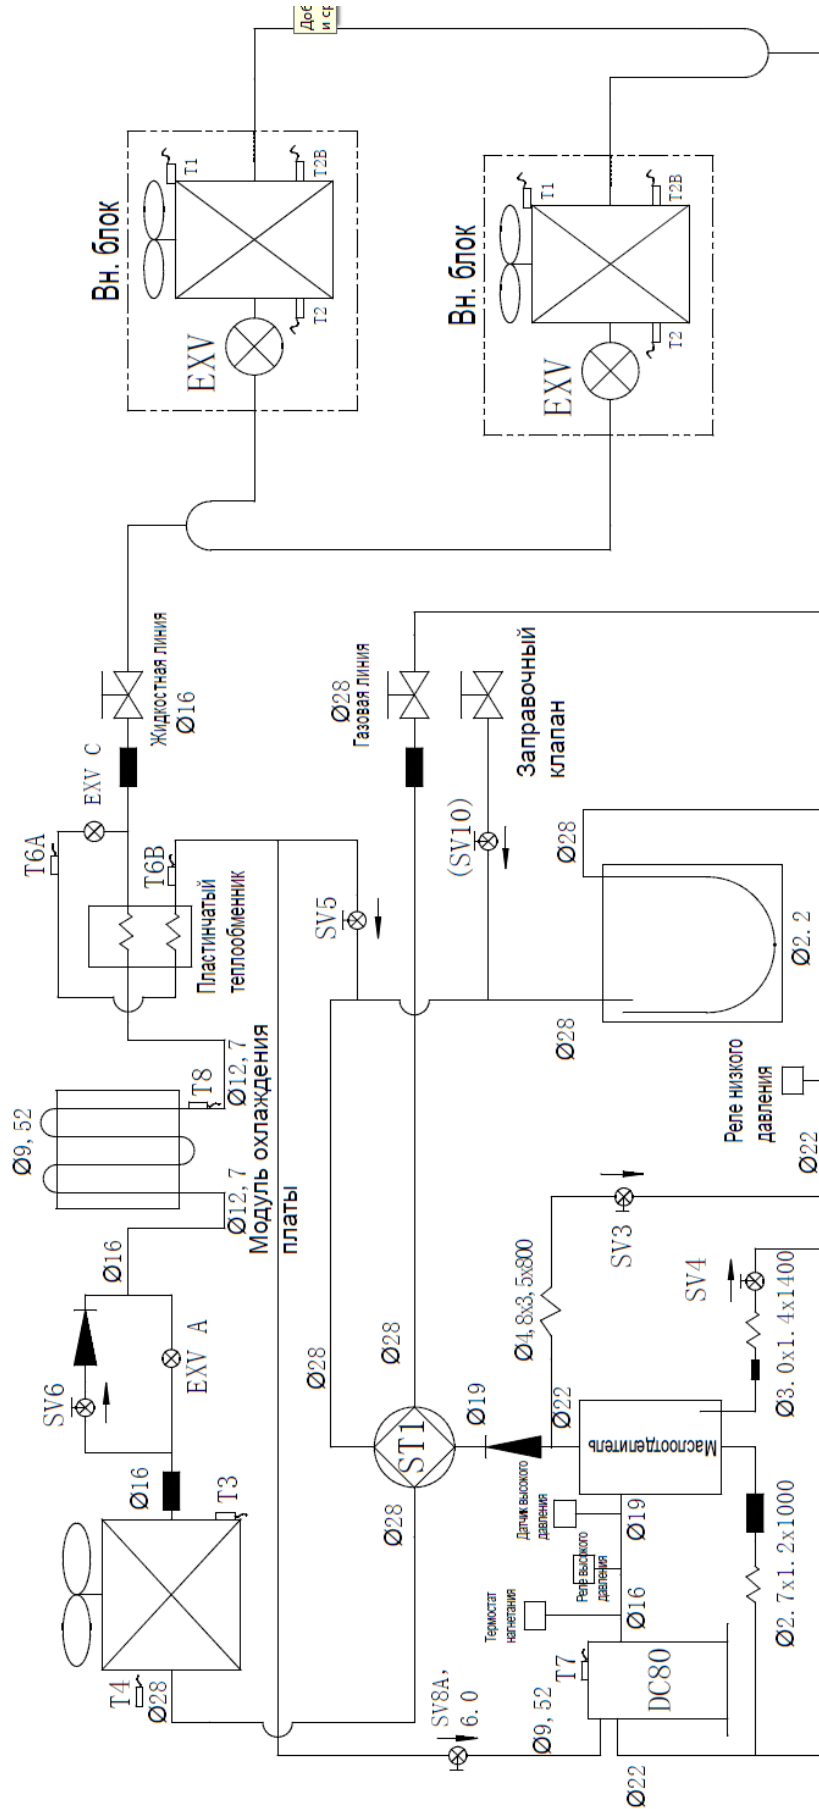 Доб
и ср
Вн. блок
T1
T2B
T2
EXV
Вн. блок
T1
T2B
T2
EXV
Жидкостная линия
Ø16
EXV C
T6A
T6B
Пластинчатый
теплообменник
Ø28
Газовая линия
Заправочный
клапан
(SV10)
SV5
Ø28
Ø2.2
Ø28
Ø9,52
T8
Ø12,7
Ø12,7
Модуль охлаждения
платы
Реле низкого
давления
Ø22
Ø16
SV6
EXV A
SV3
Ø4,8x3,5x800
SV4
Ø3.0x1.4x1400
Ø28
Ø28
ST1
Ø19
Ø22
Маслоотделитель
Ø16
T3
Ø28
Датчик высокого
давления
Ø19
Реле высокого
давления
Ø2.7x1.2x1000
Термостат
нагнетания
Ø16
T4
Ø28
SV8A,
6.0
T7
DC80
Ø9,52
Ø22